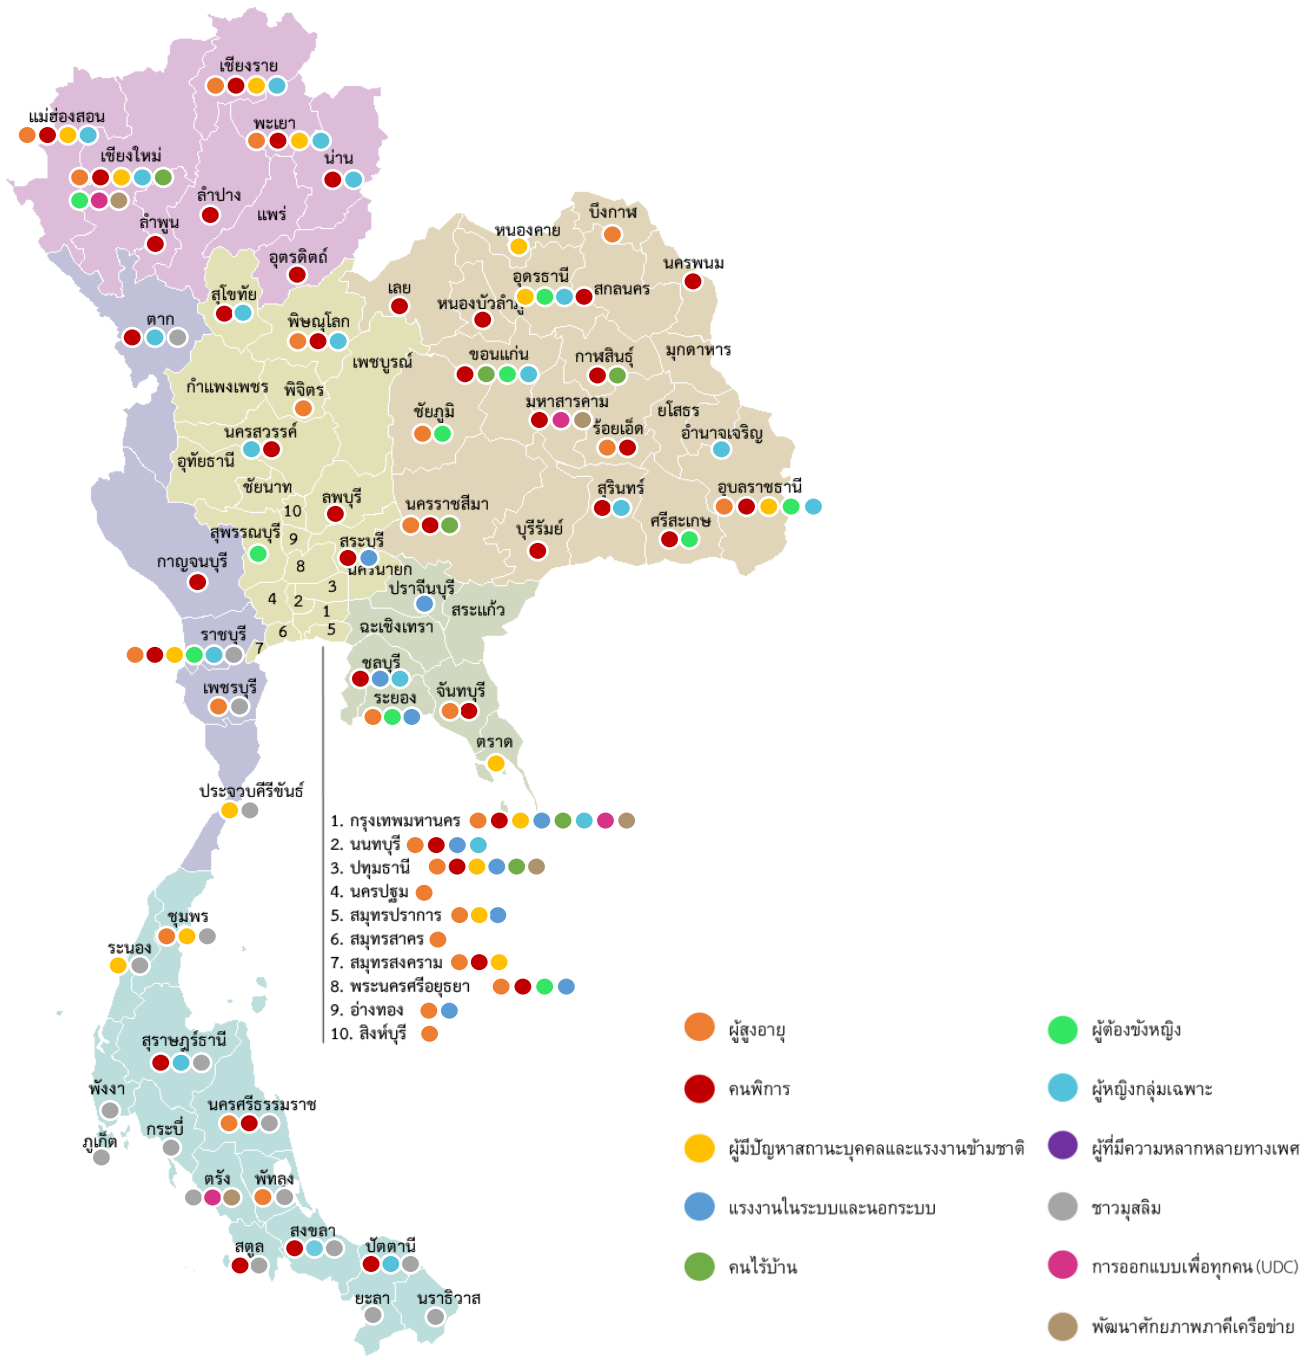 เชียงราย
แม่ฮ่องสอน
พะเยา
เชียงใหม่
น่าน
ลำปาง
แพร่
ลำพูน
อุตรดิตถ์
บึงกาฬ
หนองคาย
นครพนม
อุดรธานี
สกลนคร
เลย
หนองบัวลำภู
สุโขทัย
ตาก
พิษณุโลก
เพชบูรณ์
ขอนแก่น
กาฬสินธุ์
มุกดาหาร
กำแพงเพชร
พิจิตร
มหาสารคาม
ชัยภูมิ
ยโสธร
ร้อยเอ็ด
อำนาจเจริญ
นครสวรรค์
อุทัยธานี
ชัยนาท
ลพบุรี
นครราชสีมา
สุรินทร์
อุบลราชธานี
10
สุพรรณบุรี
9
สระบุรี
บุรีรัมย์
ศรีสะเกษ
กาญจนบุรี
8
นครนายก
3
ปราจีนบุรี
4
2
1
สระแก้ว
6
5
ฉะเชิงเทรา
ราชบุรี
7
ชลบุรี
เพชรบุรี
ระยอง
จันทบุรี
ตราด
ประจวบคีรีขันธ์
1. กรุงเทพมหานคร
2. นนทบุรี
3. ปทุมธานี
4. นครปฐม
5. สมุทรปราการ
6. สมุทรสาคร
7. สมุทรสงคราม
8. พระนครศรีอยุธยา
9. อ่างทอง
10. สิงห์บุรี
ชุมพร
ระนอง
สุราษฎร์ธานี
พังงา
นครศรีธรรมราช
กระบี่
ภูเก็ต
ตรัง
พัทลุง
สตูล
สงขลา
ปัตตานี
ยะลา
นราธิวาส
ผู้สูงอายุ
คนพิการ
ผู้มีปัญหาสถานะบุคคลและแรงงานข้ามชาติ
แรงงานในระบบและนอกระบบ
คนไร้บ้าน
ผู้ต้องขังหญิง
ผู้หญิงกลุ่มเฉพาะ
ผู้ที่มีความหลากหลายทางเพศ
ชาวมุสลิม
การออกแบบเพื่อทุกคน (UDC)
พัฒนาศักยภาพภาคีเครือข่าย